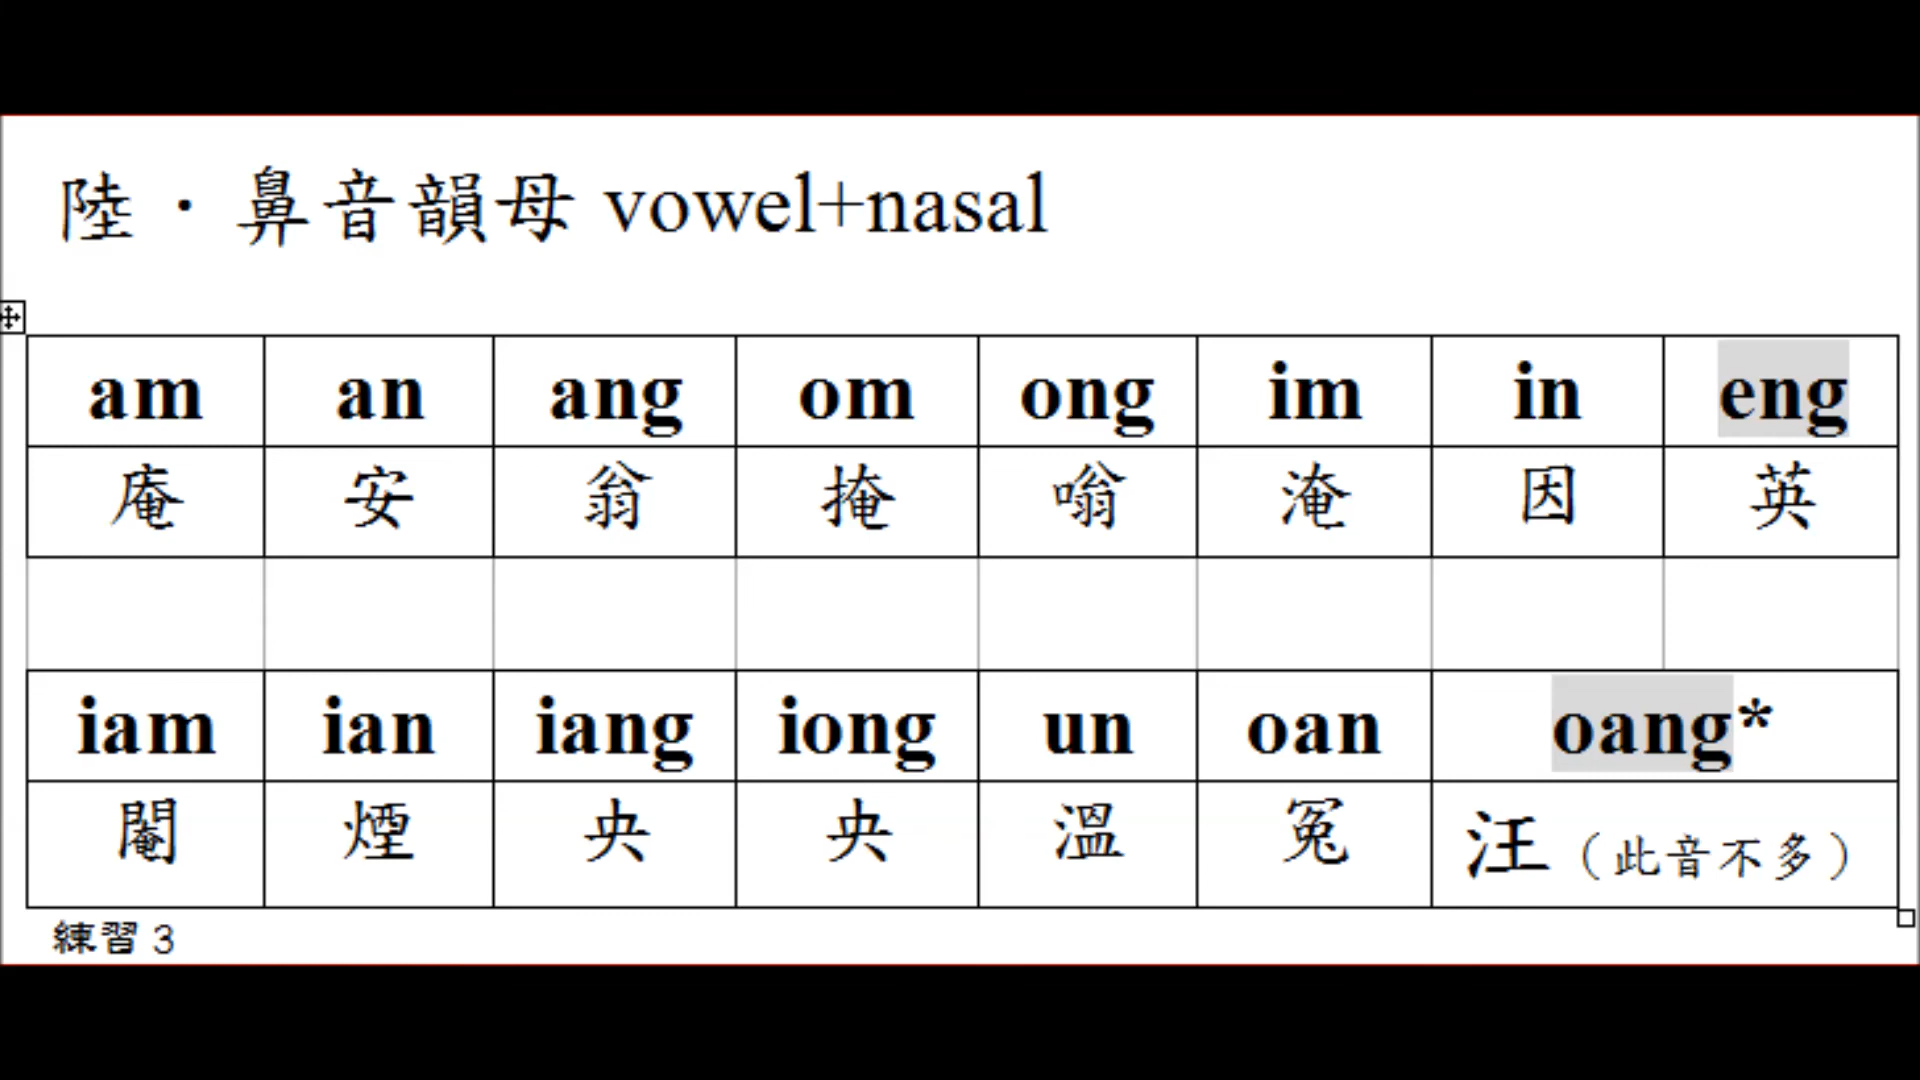 陸．鼻音韻母 vowel+nasal
am an ang om ong im in eng
庵 安 翁 掩 嗡 淹 因 英
iam ian iang iong un oan oang*
閹 煙 央 央 溫 冤 汪（此音不多）
練習 3